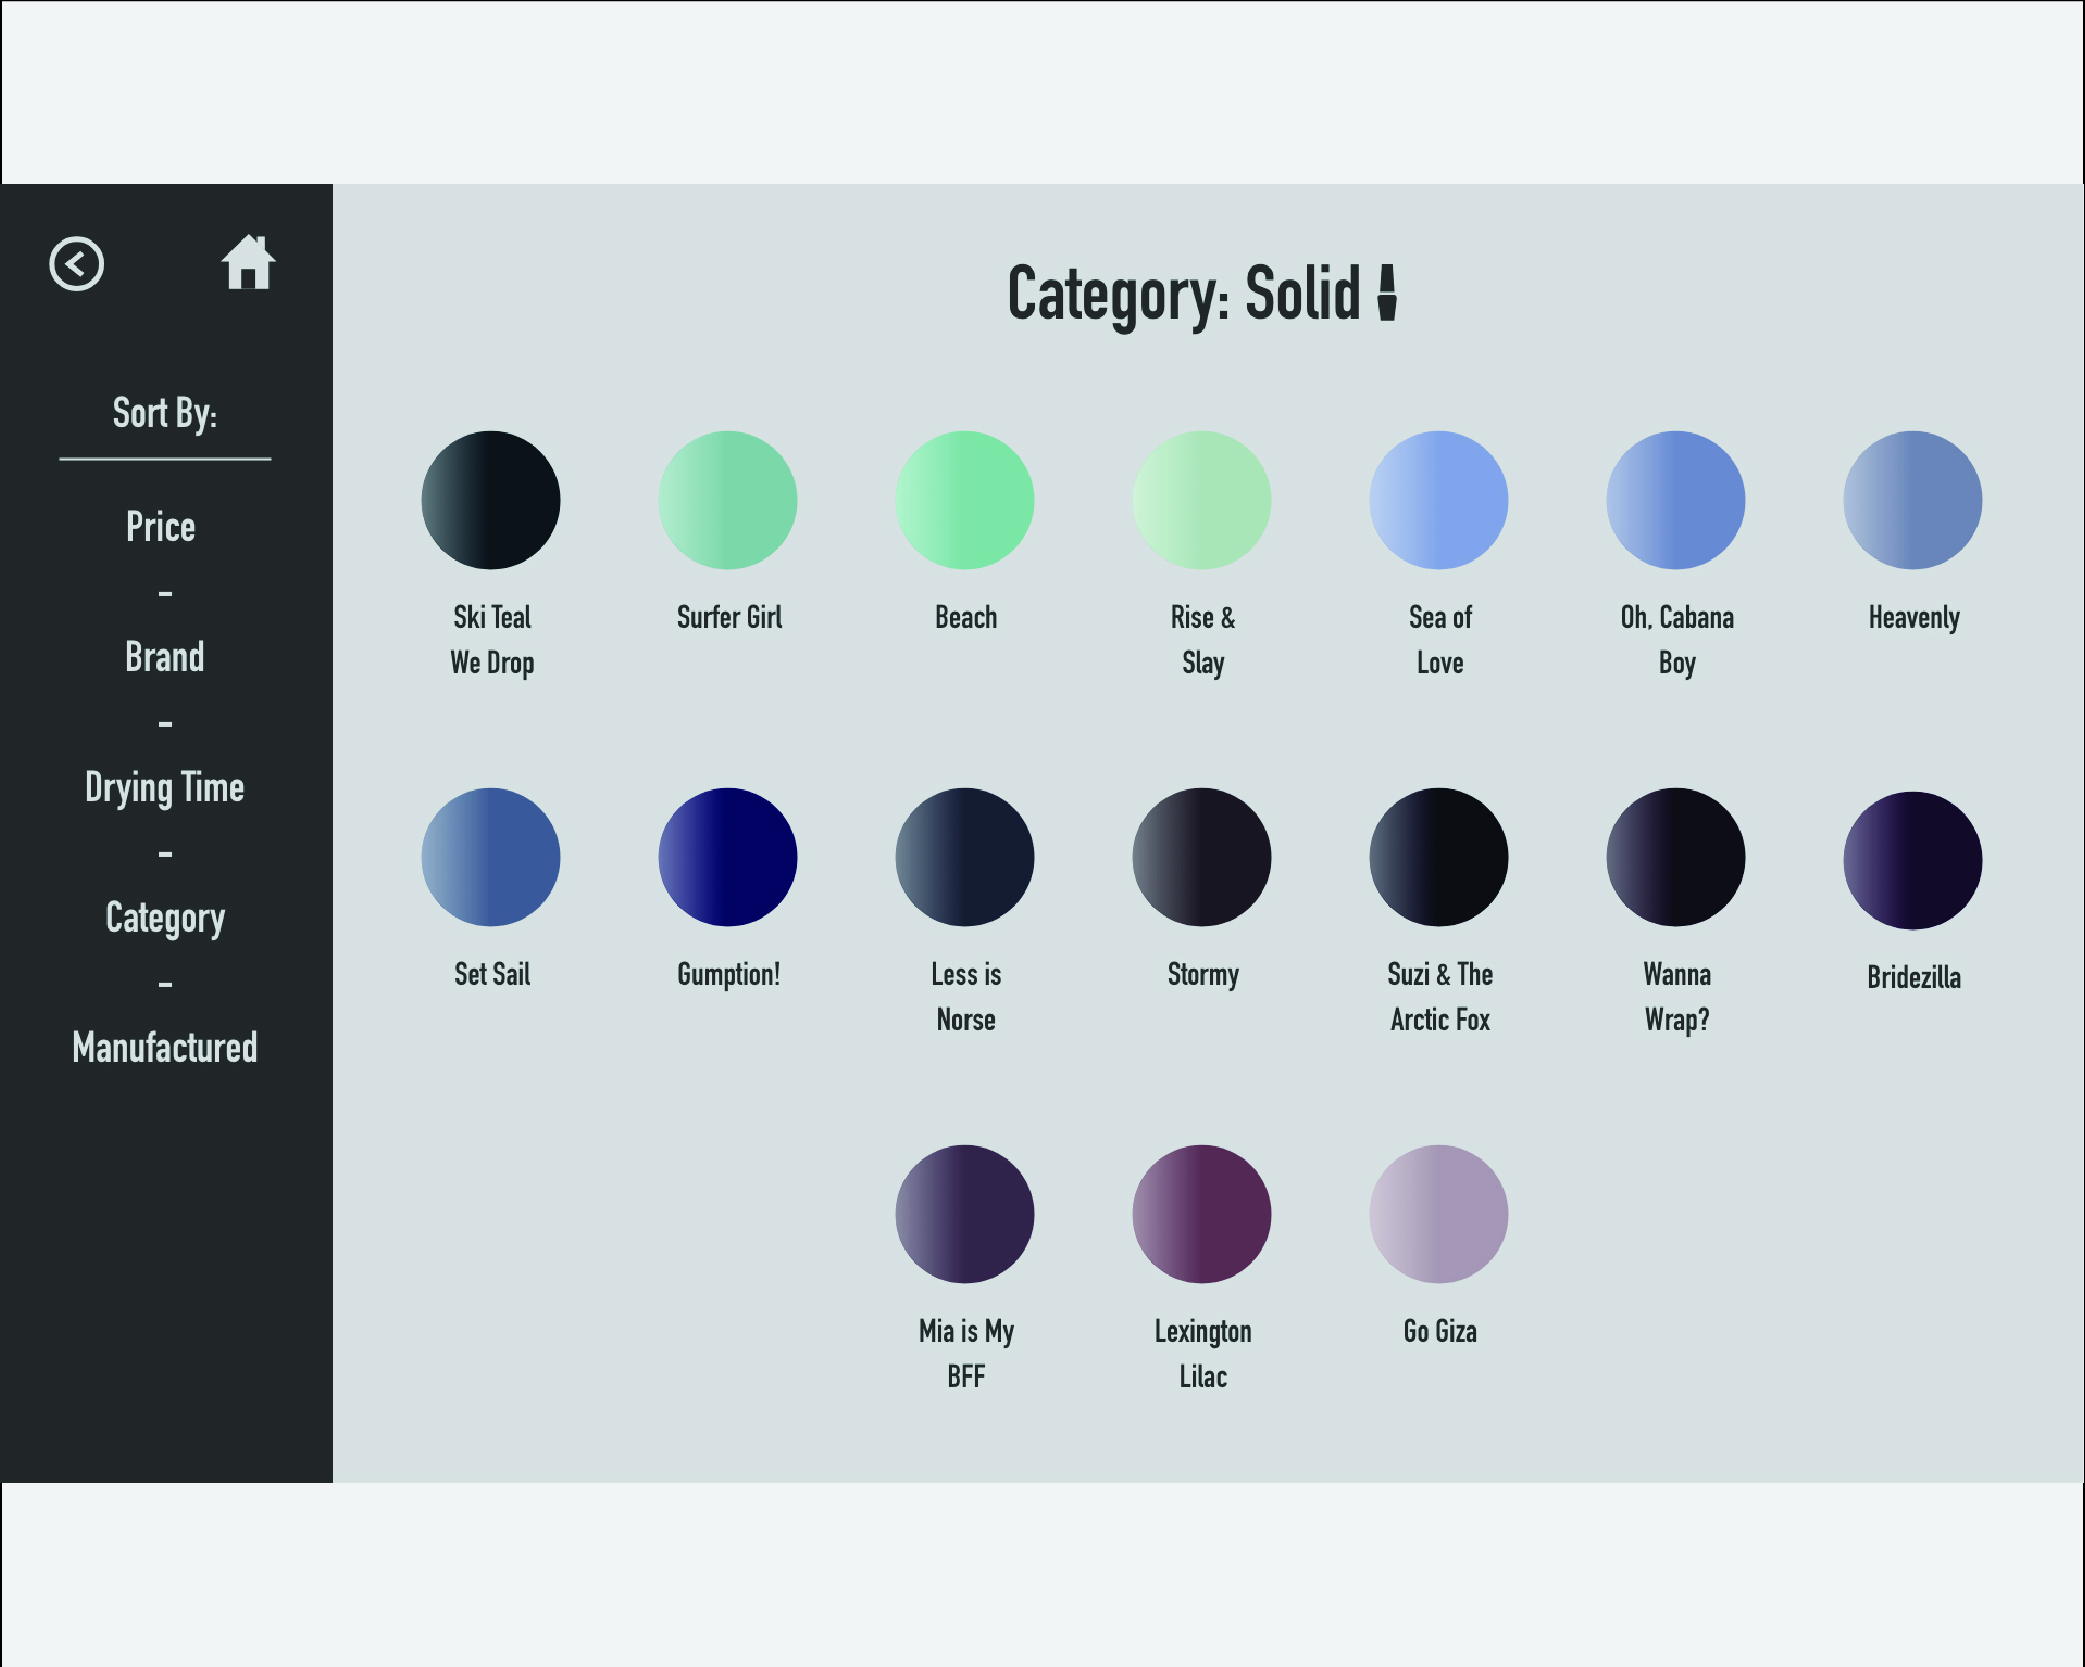 Category: Solid
Sort By:
Price
-
Brand
-
Drying Time
-
Category
-
Manufactured
Ski Teal
We Drop
Surfer Girl
Beach
Rise &
Slay
Sea of
Love
Oh, Cabana
Boy
Heavenly
Set Sail
Gumption!
Less is
Norse
Stormy
Suzi & The
Arctic Fox
Wanna
Wrap?
Bridezilla
Mia is My
BFF
Lexington
Lilac
Go Giza